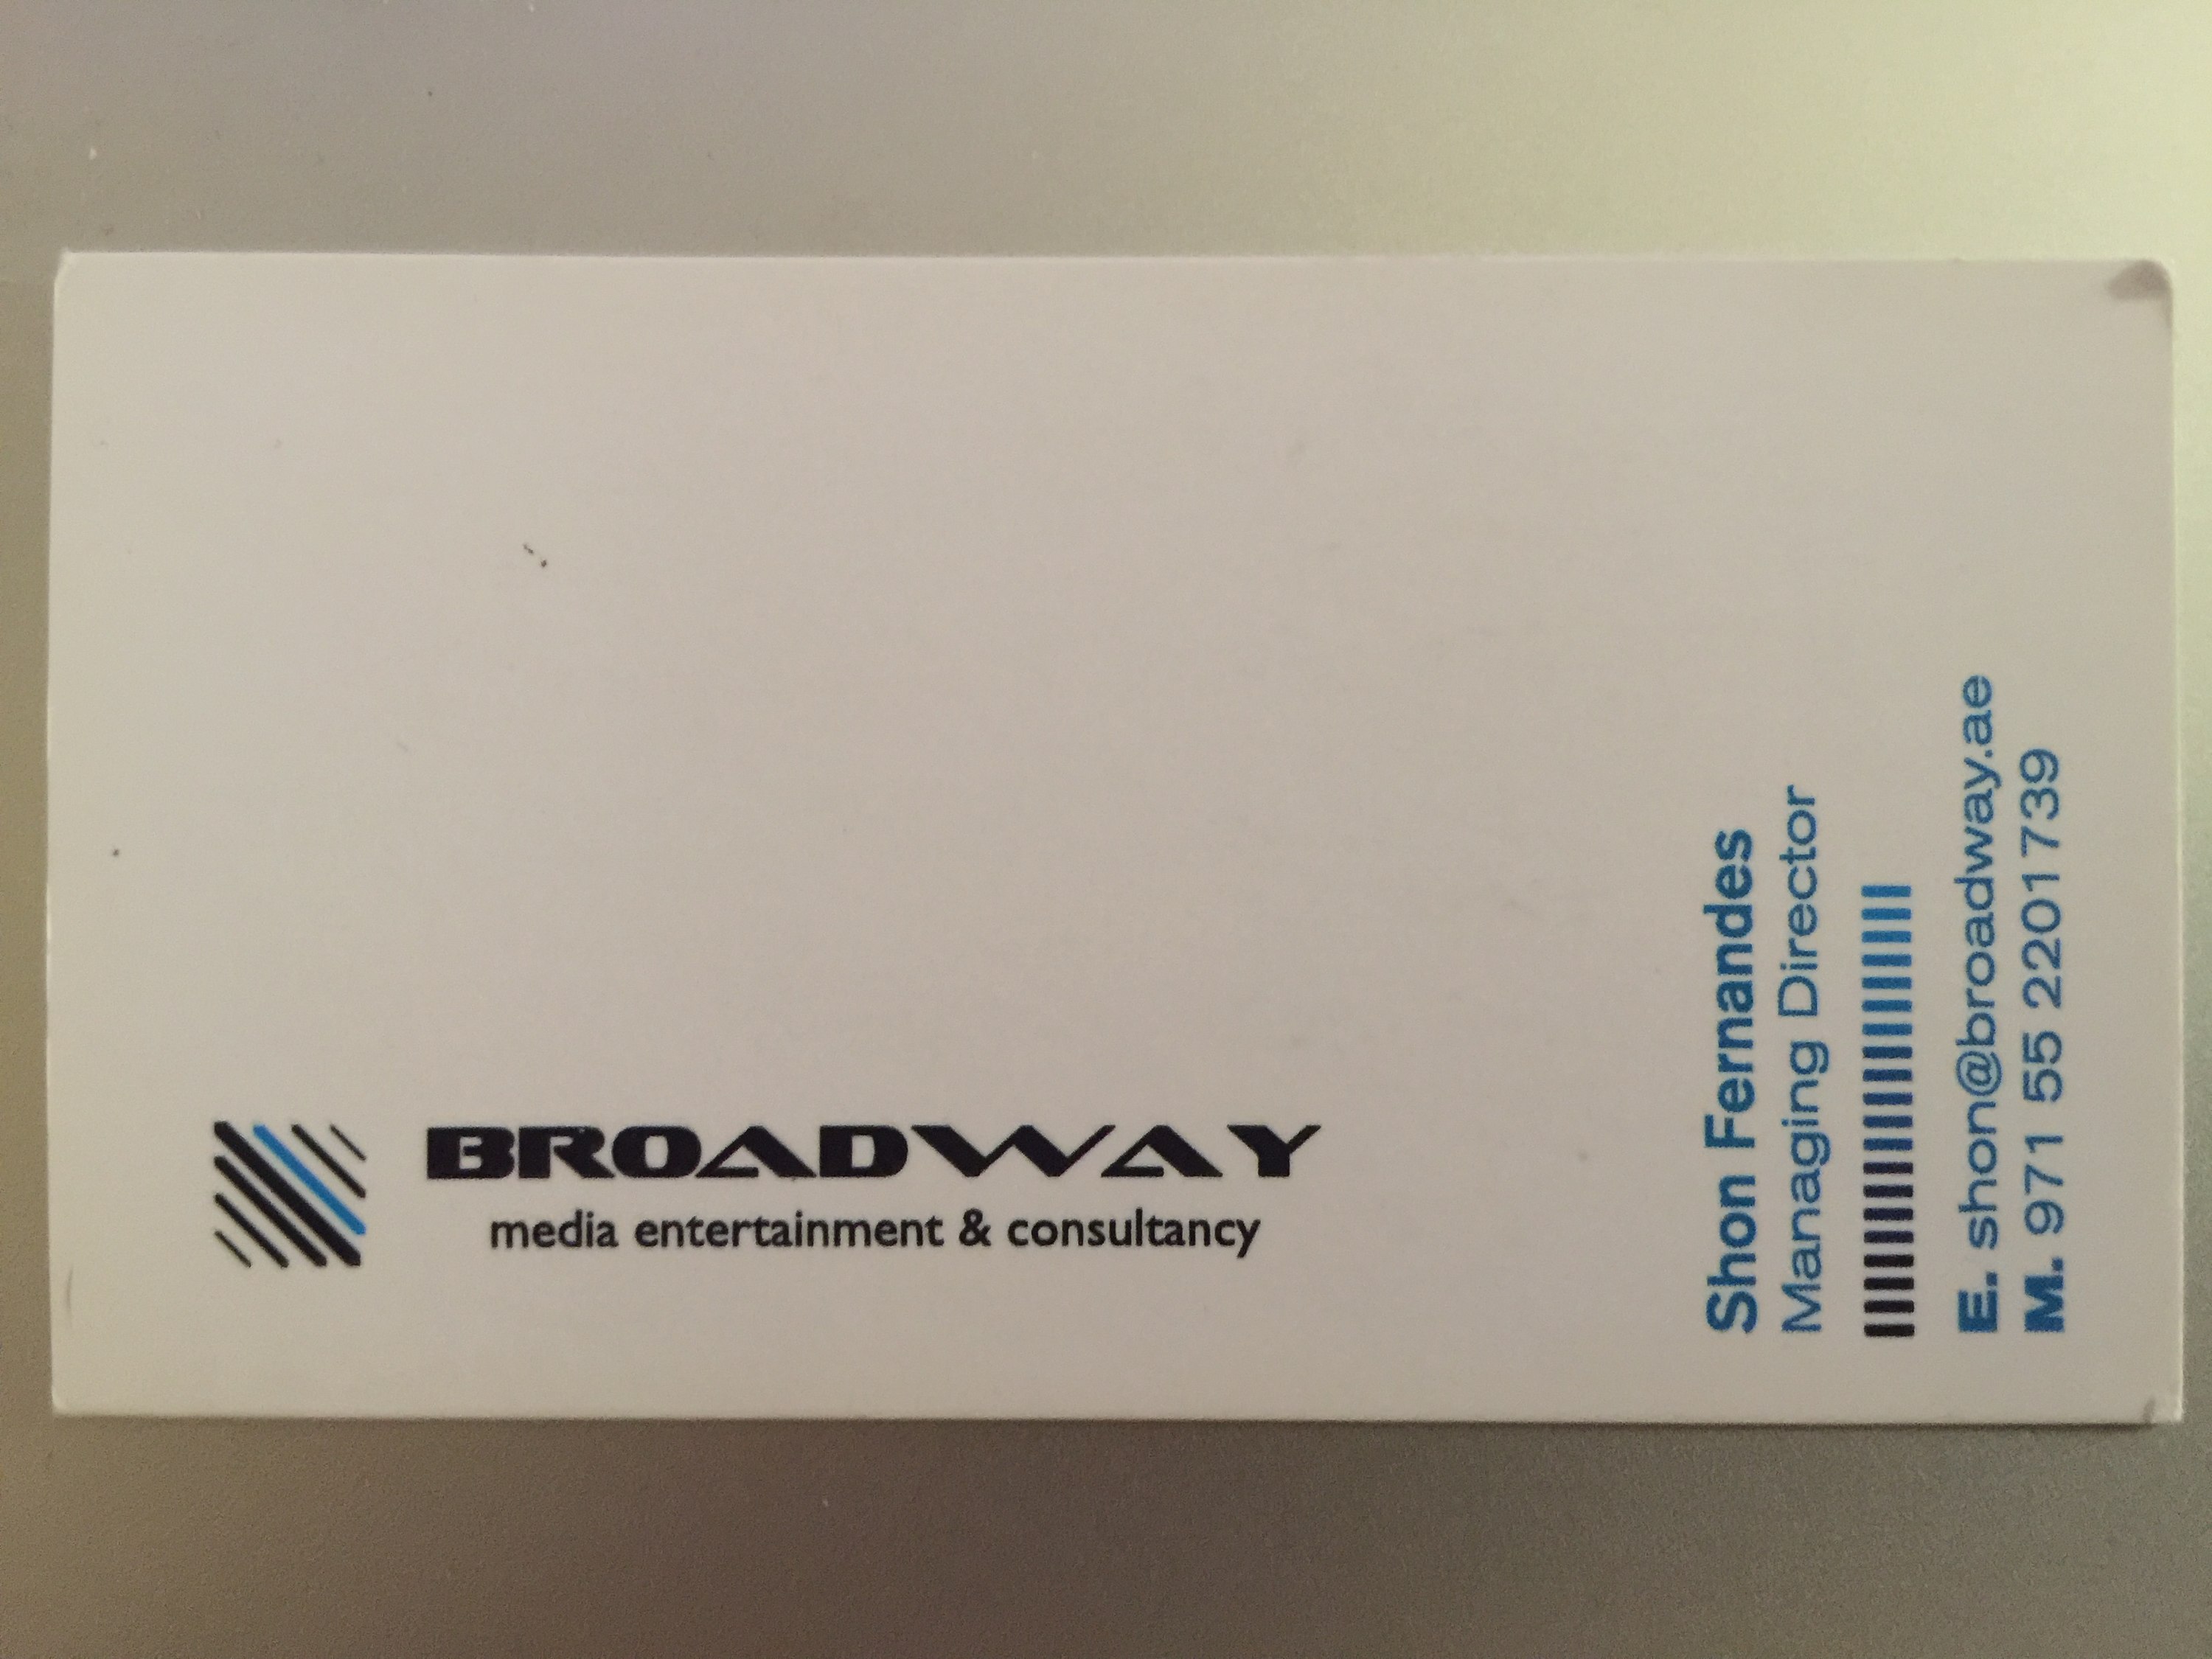 BROADWAY
media entertainment & consultancy
Shon Fernandes
Managing Director
E. shon@broadway.ae
M. 971 55 2201739